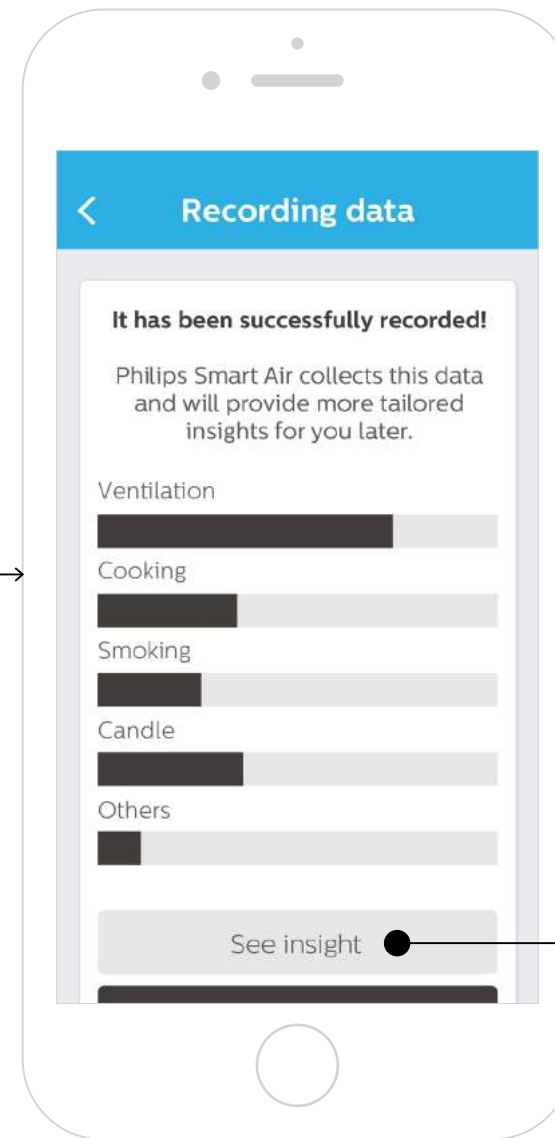 Recording data
It has been successfully recorded!
Philips Smart Air collects this data
and will provide more tailored
insights for you later.
Ventilation
Cooking
Smoking
Candle
Others
See insight